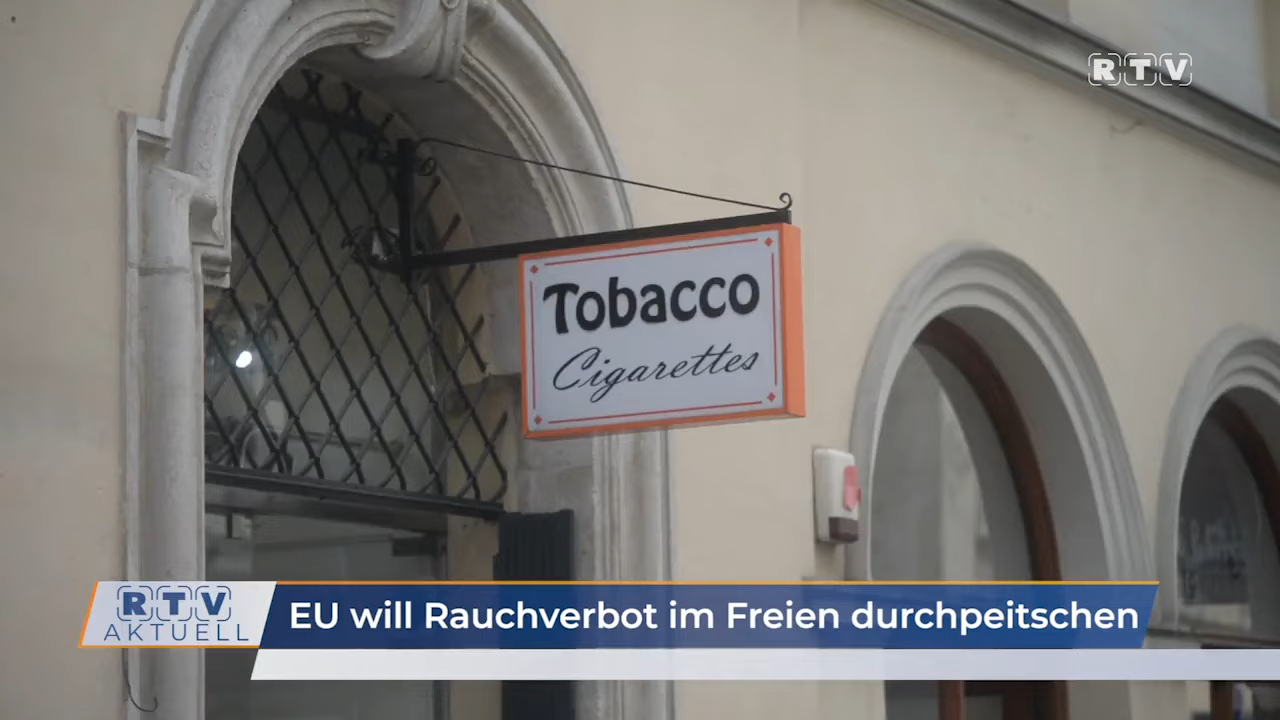 RTV
Tobacco
Cigarettes
RTV
AKTUELL
EU will Rauchverbot im Freien durchpeitschen